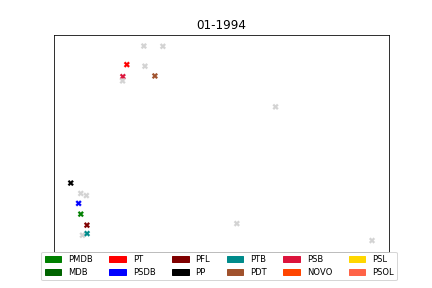 01-1994
PMDB PT PFL PTB PSB PSL
MDB PSDB PP PDT NOVO PSOL